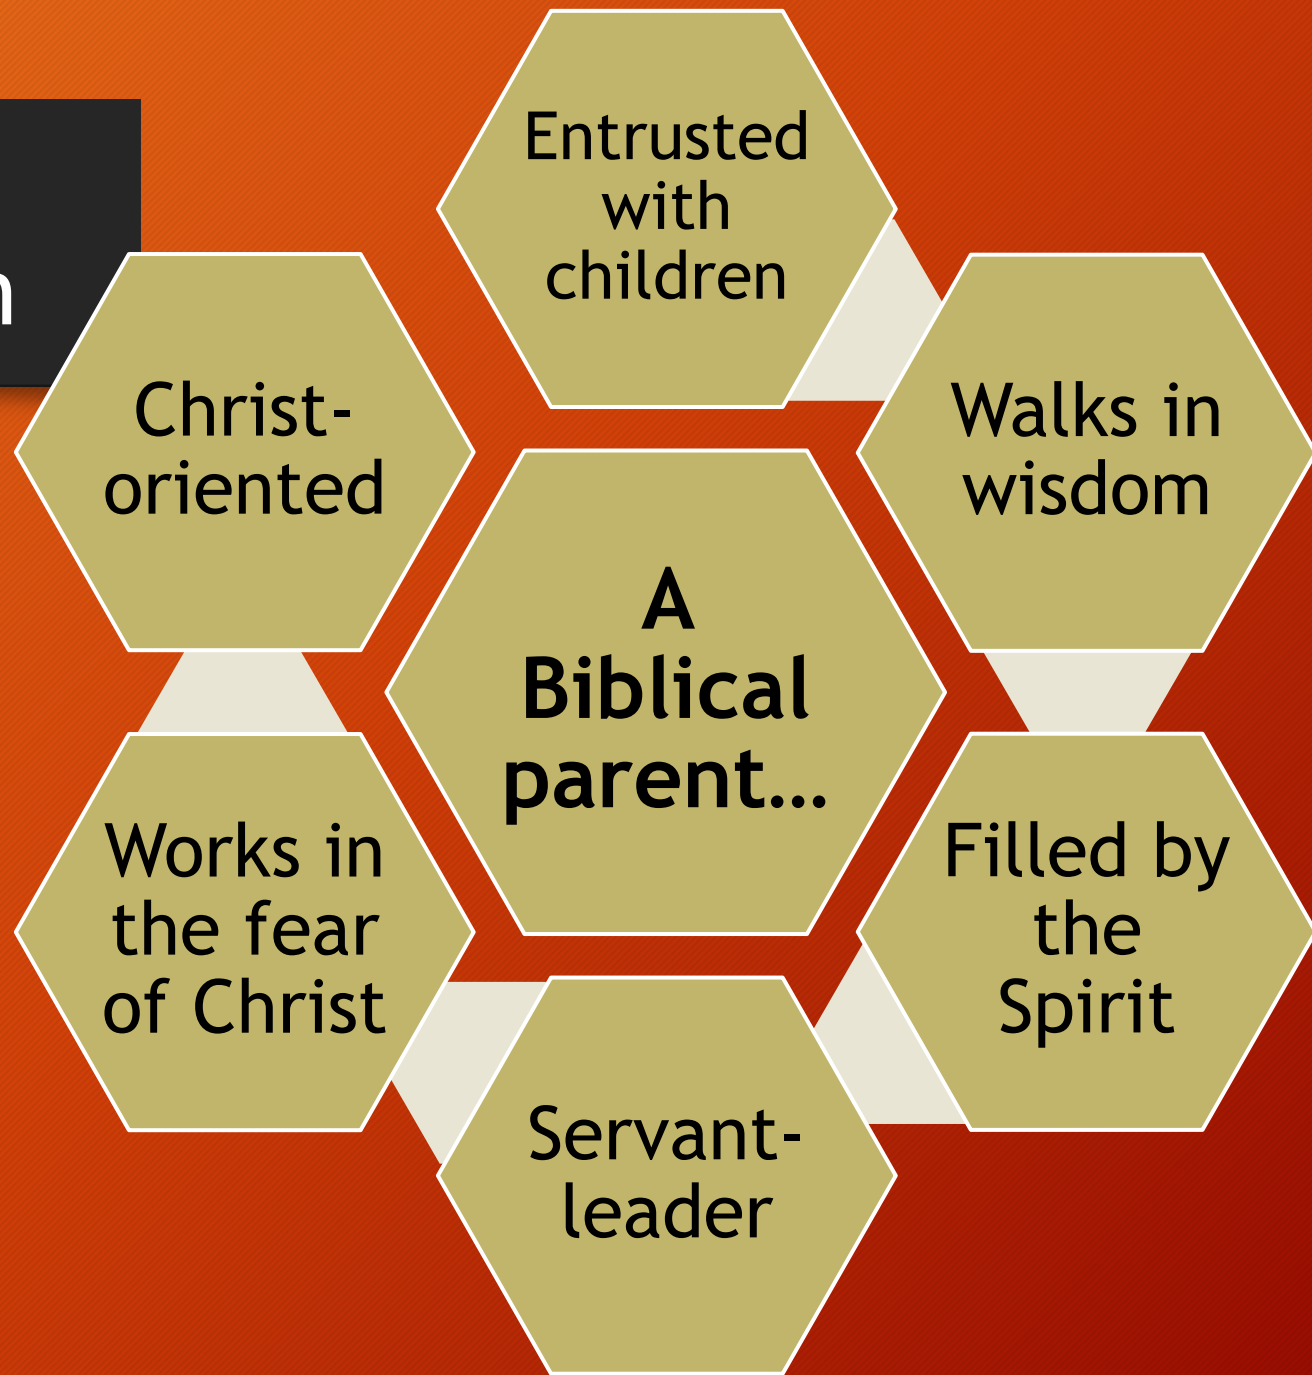 Entrusted
with
children
Christ-
oriented
Walks in
wisdom
A
Biblical
parent…
Works in
the fear
of Christ
Filled by
the
Spirit
Servant-
leader